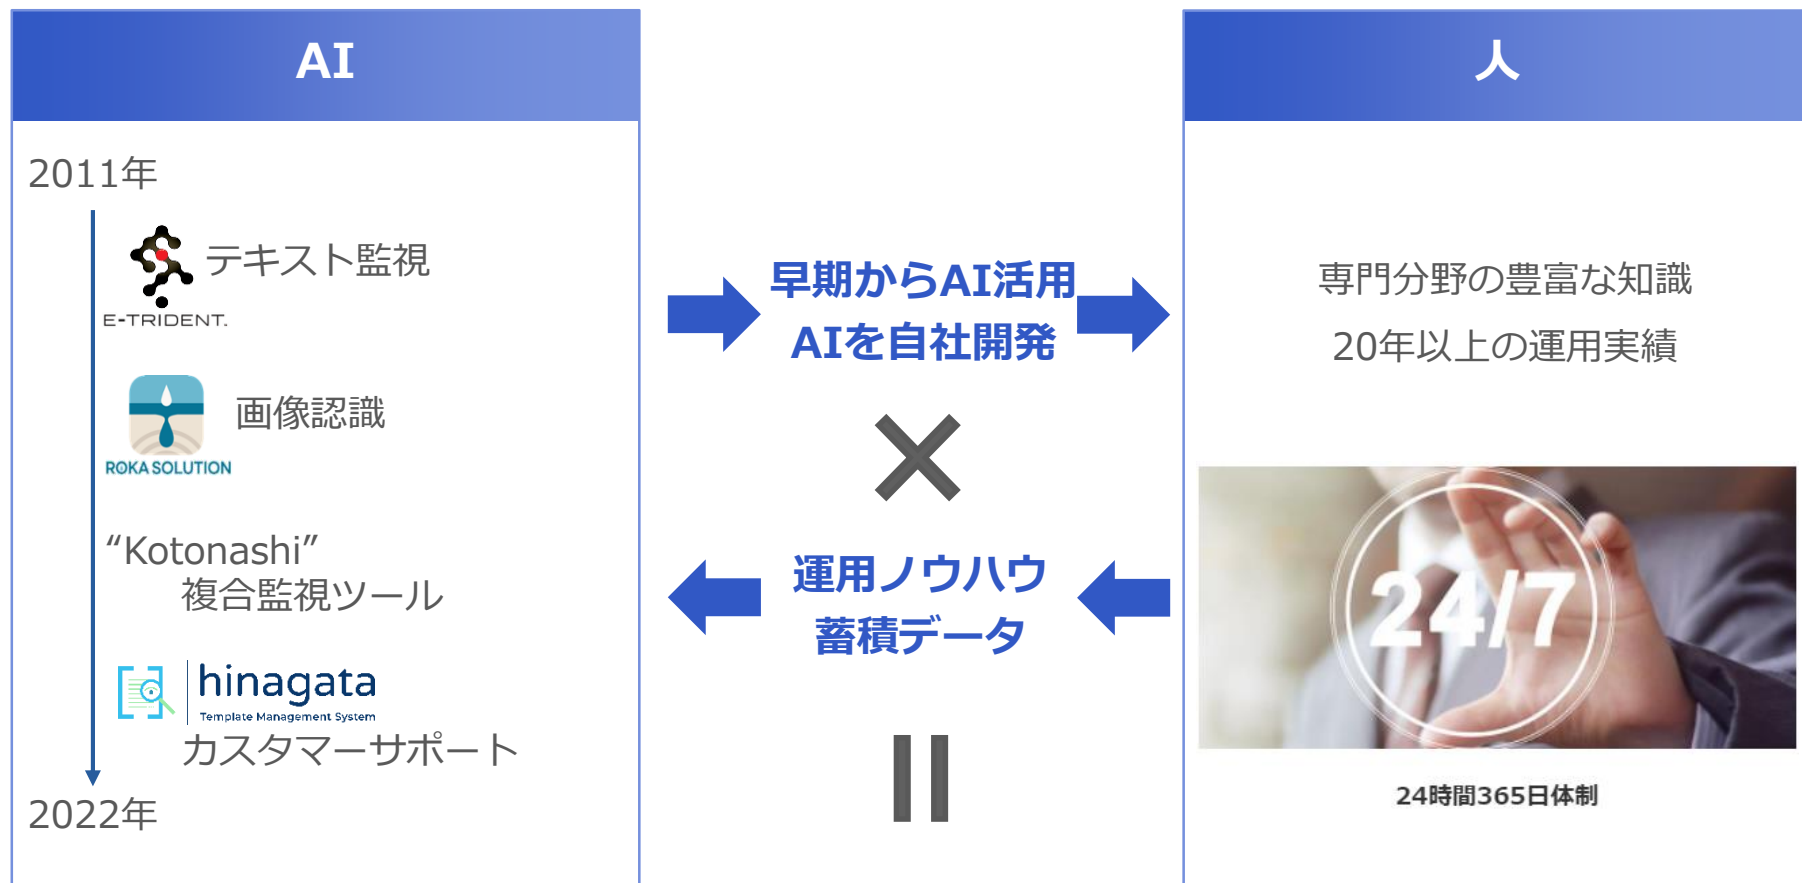 AI
2011年
テキスト監視
E-TRIDENT.
画像認識
ROKA SOLUTION
“Kotonashi”
複合監視ツール
hinagata
Template Management System
カスタマーサポート
2022年
早期からAI活用
AIを自社開発
×
運用ノウハウ
蓄積データ
人
専門分野の豊富な知識
20年以上の運用実績
24/7
24時間365日体制